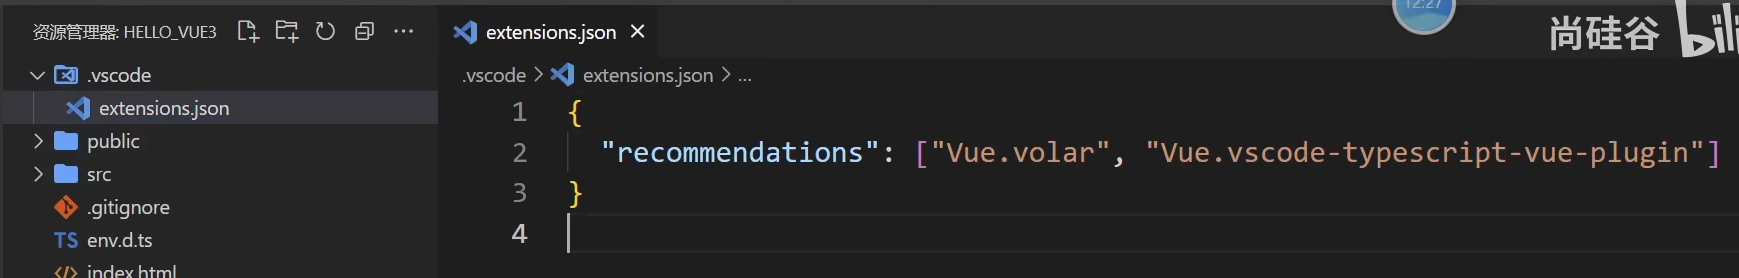 资源管理器: HELLO_VUE3
.vscode
extensions.json
public
src
.gitignore
TS env.d.ts
index.html
extensions.json
.vscode > extensions.json > ...
1 {
2 "recommendations": ["Vue.volar", "Vue.vscode-typescript-vue-plugin"]
3 }
4
12:27
尚硅谷 bili